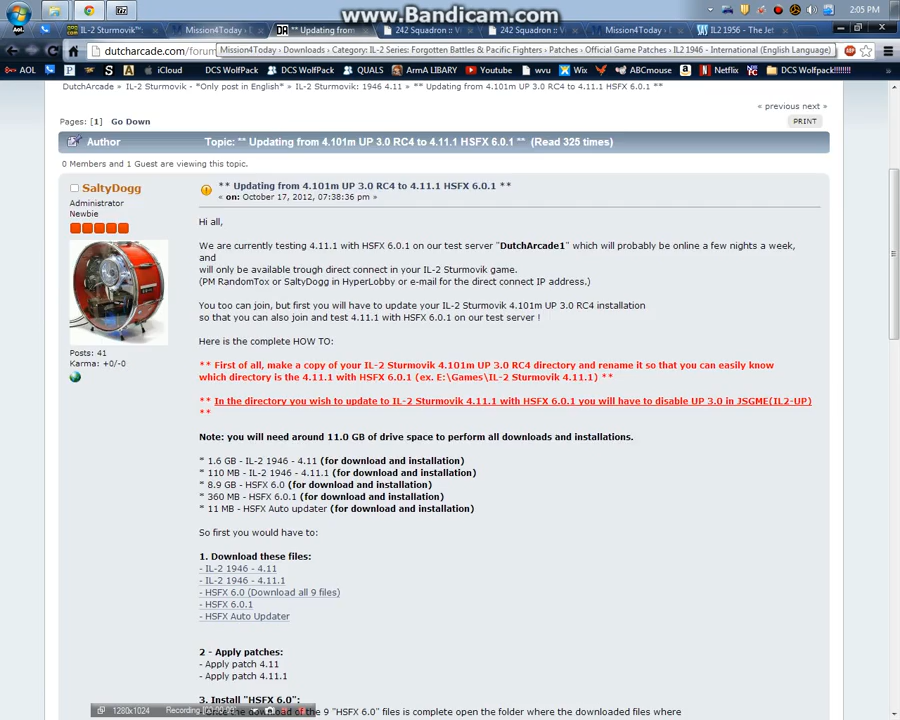 www.Bandicam.com
2:05 PM
IL-2 Sturmovik™:
Mission4Today
** Updating from
242 Squadron :: Vi
242 Squadron :: Vi
Mission4Today
IL2 1956 - The Jet
dutcharcade.com/forum
Mission4Today › Downloads › Category: IL-2 Series: Forgotten Battles & Pacific Fighters › Patches › Official Game Patches › IL2 1946 - International (English Language)
AOL
iCloud
DCS WolfPack
DCS WolfPack
QUALS
ArmA LIBRARY
Youtube
wvu
Wix
ABCmouse
Netflix
DCS WolfPack!!!!!!!!
DutchArcade » IL-2 Sturmovik - *Only post in English* » IL-2 Sturmovik: 1946 4.11 » ** Updating from 4.101m UP 3.0 RC4 to 4.11.1 HSFX 6.0.1 **
« previous next »
Pages: [1] Go Down
PRINT
Author
Topic: ** Updating from 4.101m UP 3.0 RC4 to 4.11.1 HSFX 6.0.1 ** (Read 325 times)
0 Members and 1 Guest are viewing this topic.
SaltyDogg
Administrator
Newbie
Posts: 41
Karma: +0/-0
** Updating from 4.101m UP 3.0 RC4 to 4.11.1 HSFX 6.0.1 **
« on: October 17, 2012, 07:38:36 pm »
Hi all,
We are currently testing 4.11.1 with HSFX 6.0.1 on our test server "DutchArcade1" which will probably be online a few nights a week,
and
will only be available trough direct connect in your IL-2 Sturmovik game.
(PM RandomTox or SaltyDogg in HyperLobby or e-mail for the direct connect IP address.)
You too can join, but first you will have to update your IL-2 Sturmovik 4.101m UP 3.0 RC4 installation
so that you can also join and test 4.11.1 with HSFX 6.0.1 on our test server !
Here is the complete HOW TO:
** First of all, make a copy of your IL-2 Sturmovik 4.101m UP 3.0 RC4 directory and rename it so that you can easily know
which directory is the 4.11.1 with HSFX 6.0.1 (ex. E:\Games\IL-2 Sturmovik 4.11.1) **
** In the directory you wish to update to IL-2 Sturmovik 4.11.1 with HSFX 6.0.1 you will have to disable UP 3.0 in JSGME(IL2-UP)
**
Note: you will need around 11.0 GB of drive space to perform all downloads and installations.
* 1.6 GB - IL-2 1946 - 4.11 (for download and installation)
* 110 MB - IL-2 1946 - 4.11.1 (for download and installation)
* 8.9 GB - HSFX 6.0 (for download and installation)
* 360 MB - HSFX 6.0.1 (for download and installation)
* 11 MB - HSFX Auto updater (for download and installation)
So first you would have to:
1. Download these files:
- IL-2 1946 - 4.11
- IL-2 1946 - 4.11.1
- HSFX 6.0 (Download all 9 files)
- HSFX 6.0.1
- HSFX Auto Updater
2 - Apply patches:
- Apply patch 4.11
- Apply patch 4.11.1
3. Install "HSFX 6.0":
the download of the 9 "HSFX 6.0" files is complete open the folder where the downloaded files where
1280x1024
Recording